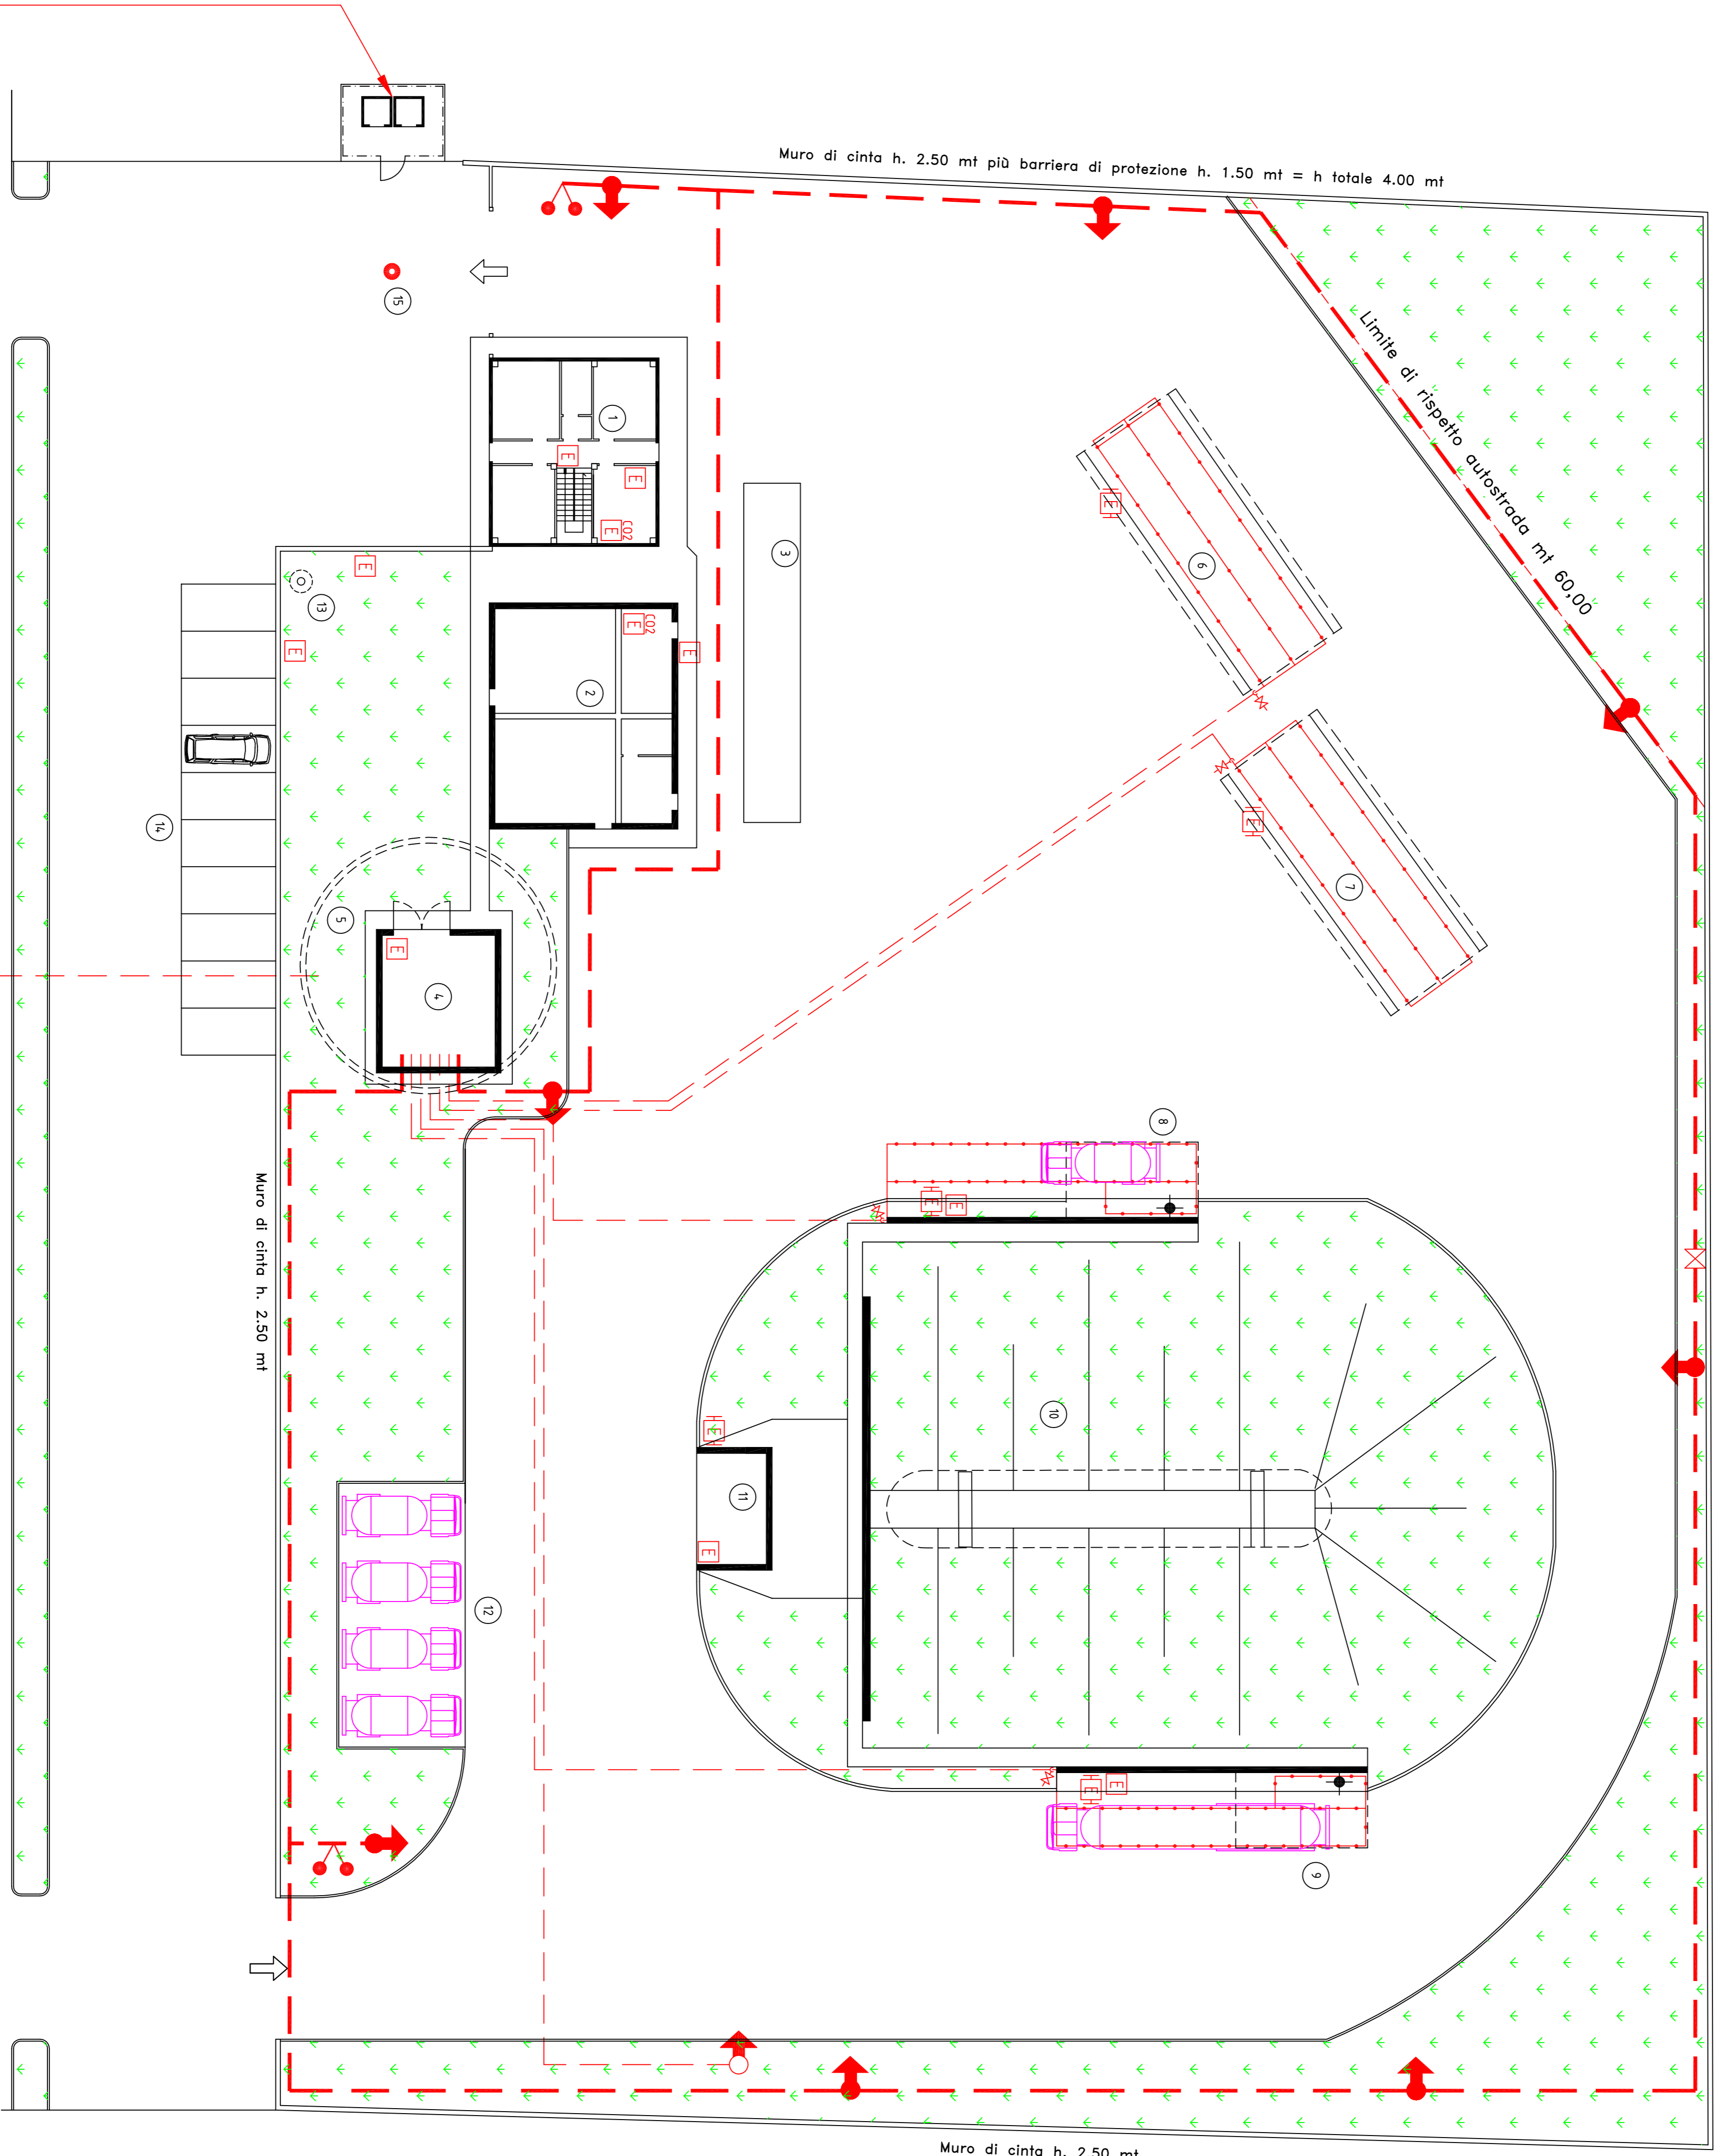 Muro di cinta h. 2.50 mt più barriera di protezione h. 1.50 mt = h totale 4.00 mt
Limite di rispetto autostrada mt 60,00
15
1
E
E
E
CO2
3
6
E
E
13
E
E
CO2
E
2
7
E
14
5
E
4
8
E
E
Muro di cinta h. 2.50 mt
10
E
11
E
12
E
E
9
Muro di cinta h. 2.50 mt